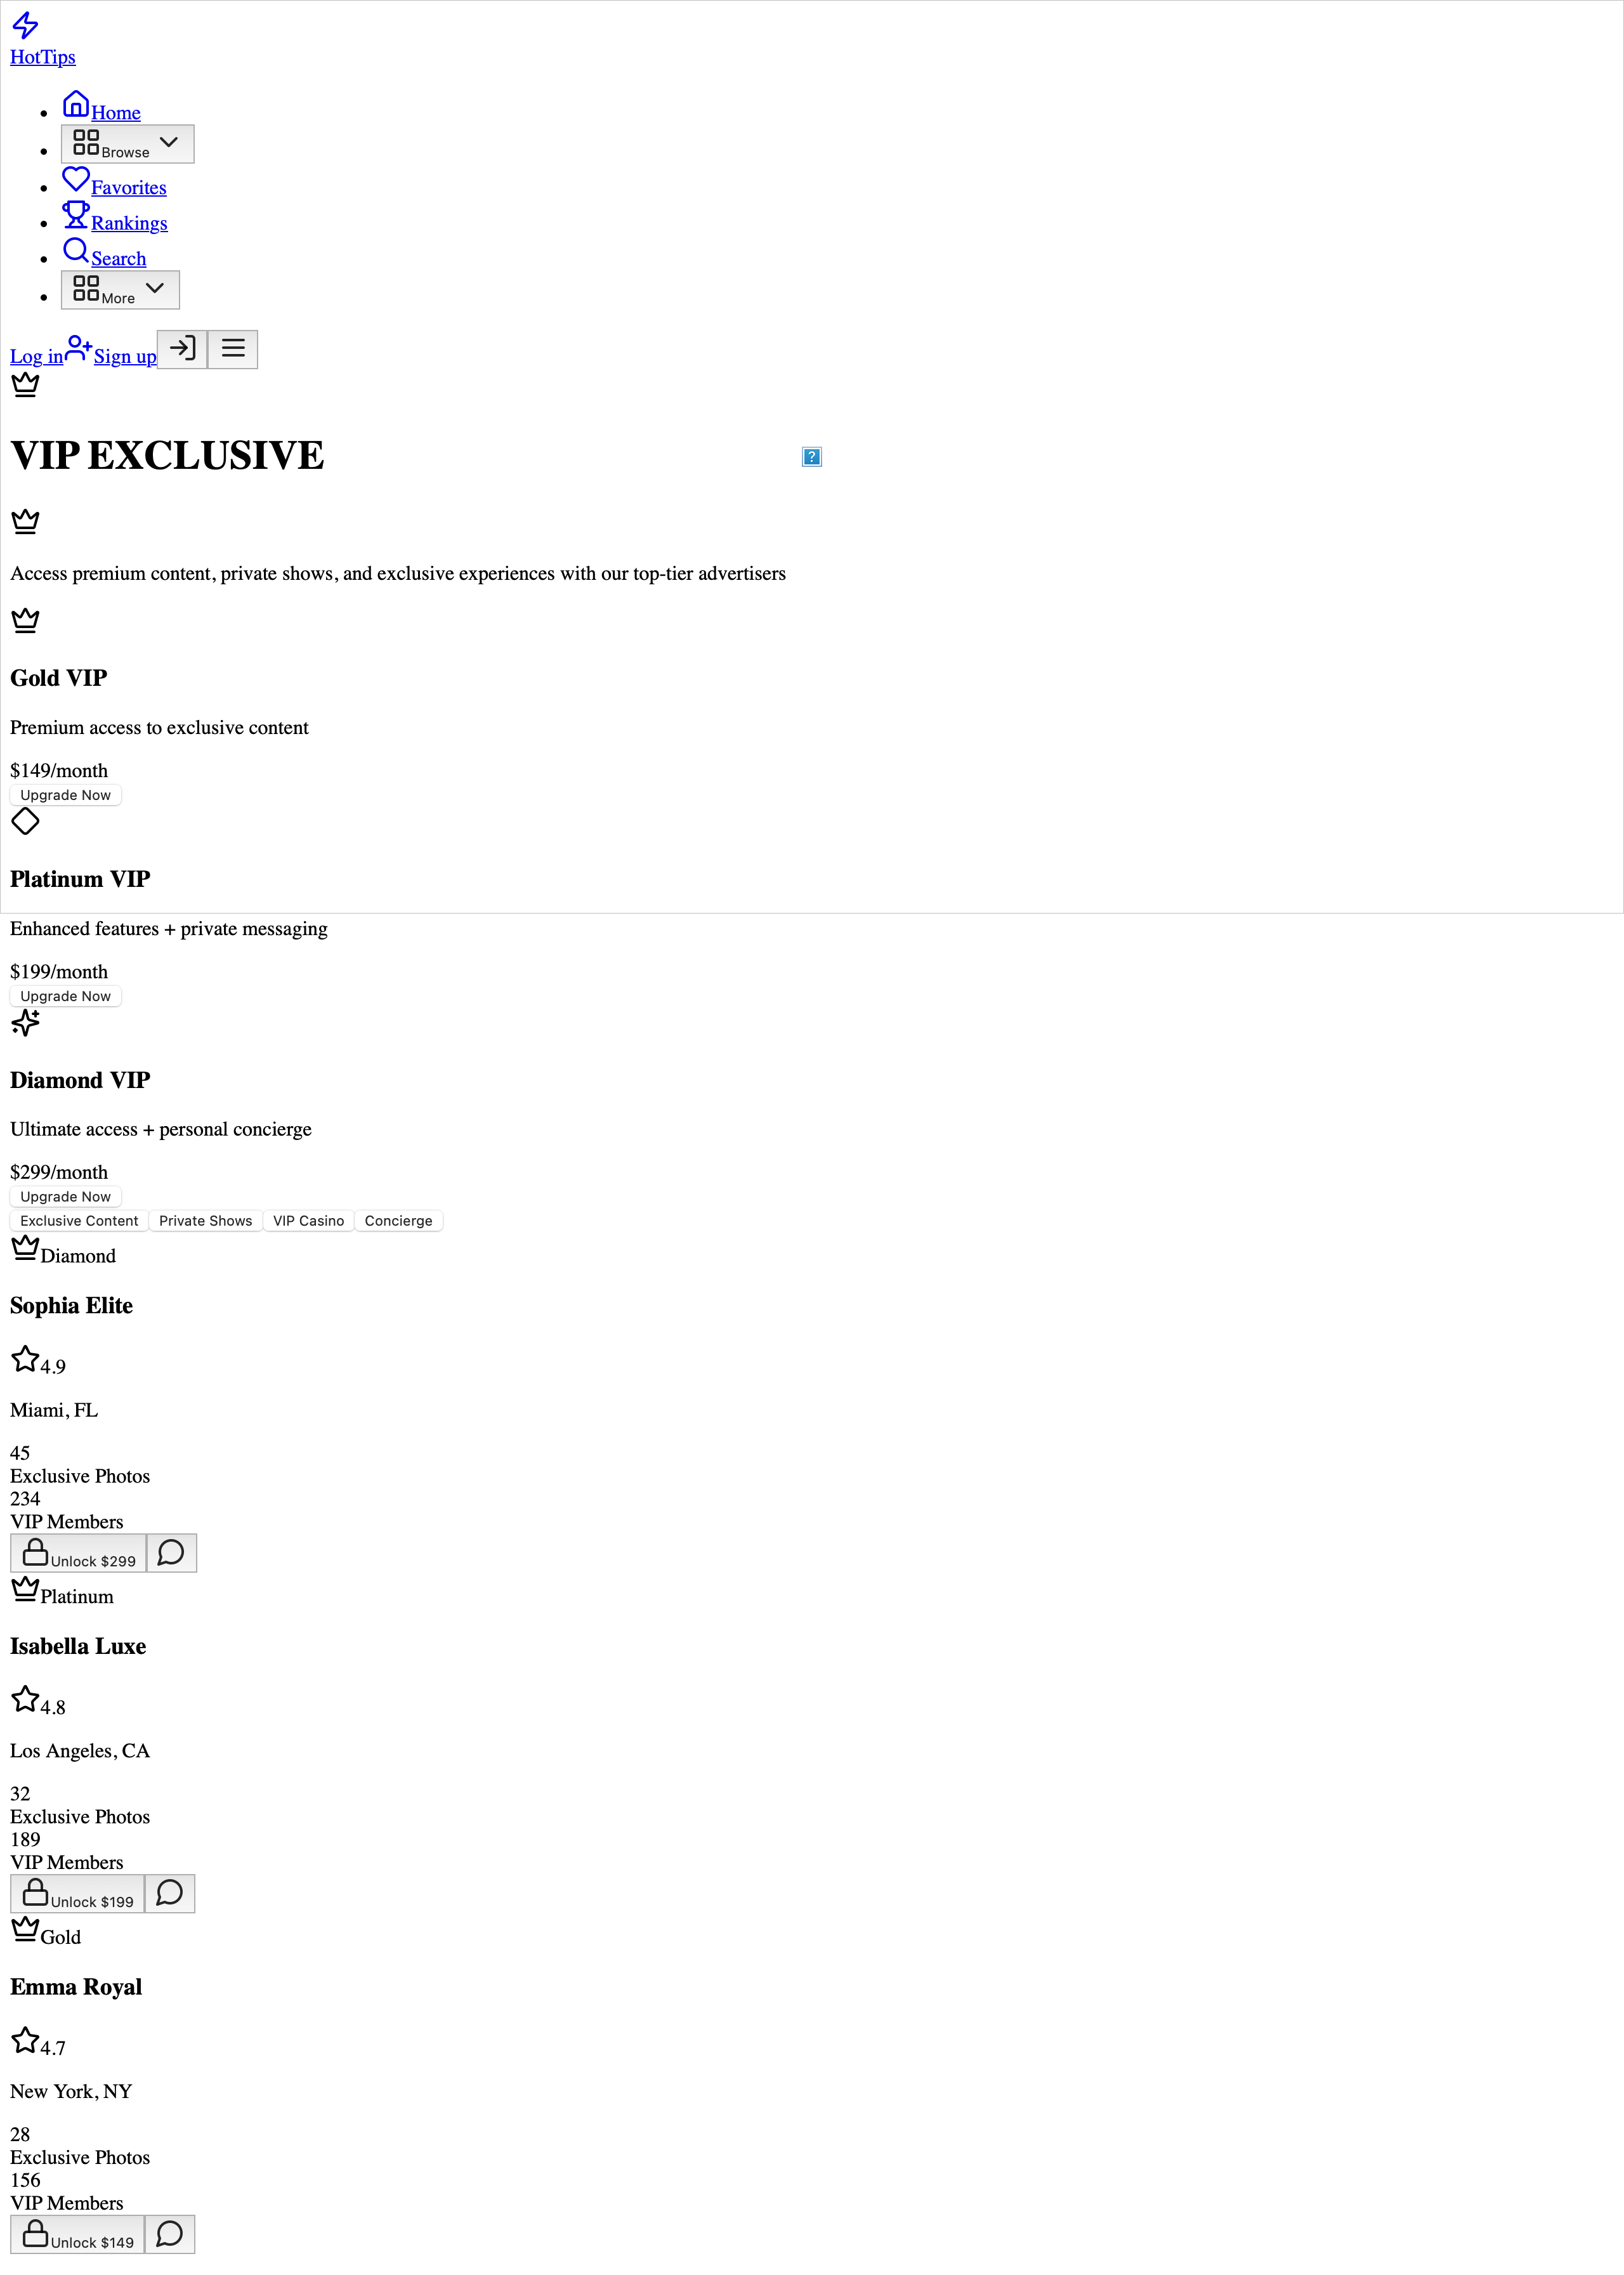 HotTips
Home
Browse
Favorites
Rankings
Search
More
Log in Sign up
VIP EXCLUSIVE
?
Access premium content, private shows, and exclusive experiences with our top-tier advertisers
Gold VIP
Premium access to exclusive content
$149/month
Upgrade Now
Platinum VIP
Enhanced features + private messaging
$199/month
Upgrade Now
Diamond VIP
Ultimate access + personal concierge
$299/month
Upgrade Now
Exclusive Content Private Shows VIP Casino Concierge
Diamond
Sophia Elite
4.9
Miami, FL
45
Exclusive Photos
234
VIP Members
Unlock $299
Platinum
Isabella Luxe
4.8
Los Angeles, CA
32
Exclusive Photos
189
VIP Members
Unlock $199
Gold
Emma Royal
4.7
New York, NY
28
Exclusive Photos
156
VIP Members
Unlock $149